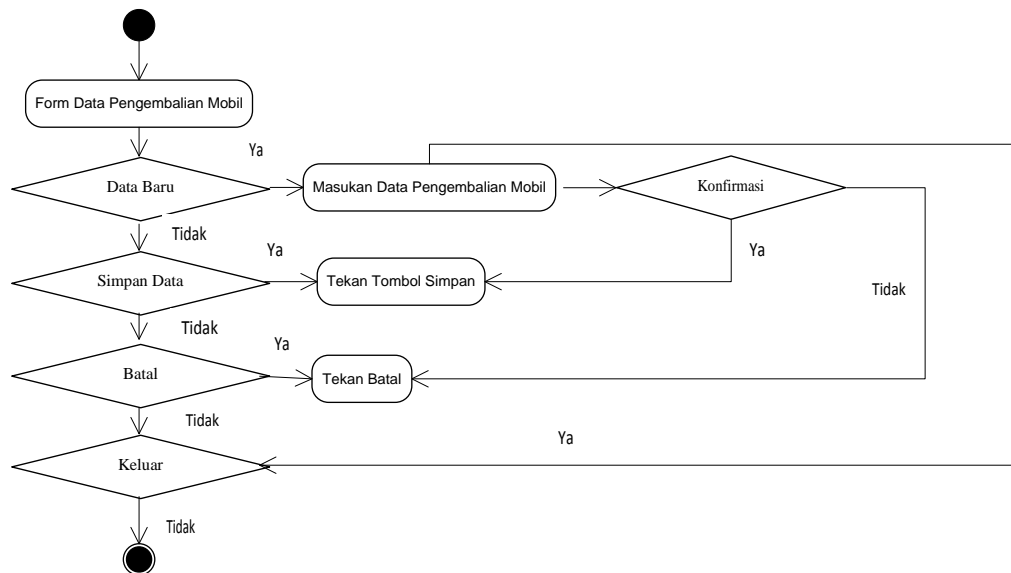 Form Data Pengembalian Mobil
Ya
Data Baru
Masukan Data Pengembalian Mobil
Konfirmasi
Tidak
Ya
Ya
Simpan Data
Tekan Tombol Simpan
Tidak
Tidak
Ya
Batal
Tekan Batal
Tidak
Ya
Keluar
Tidak